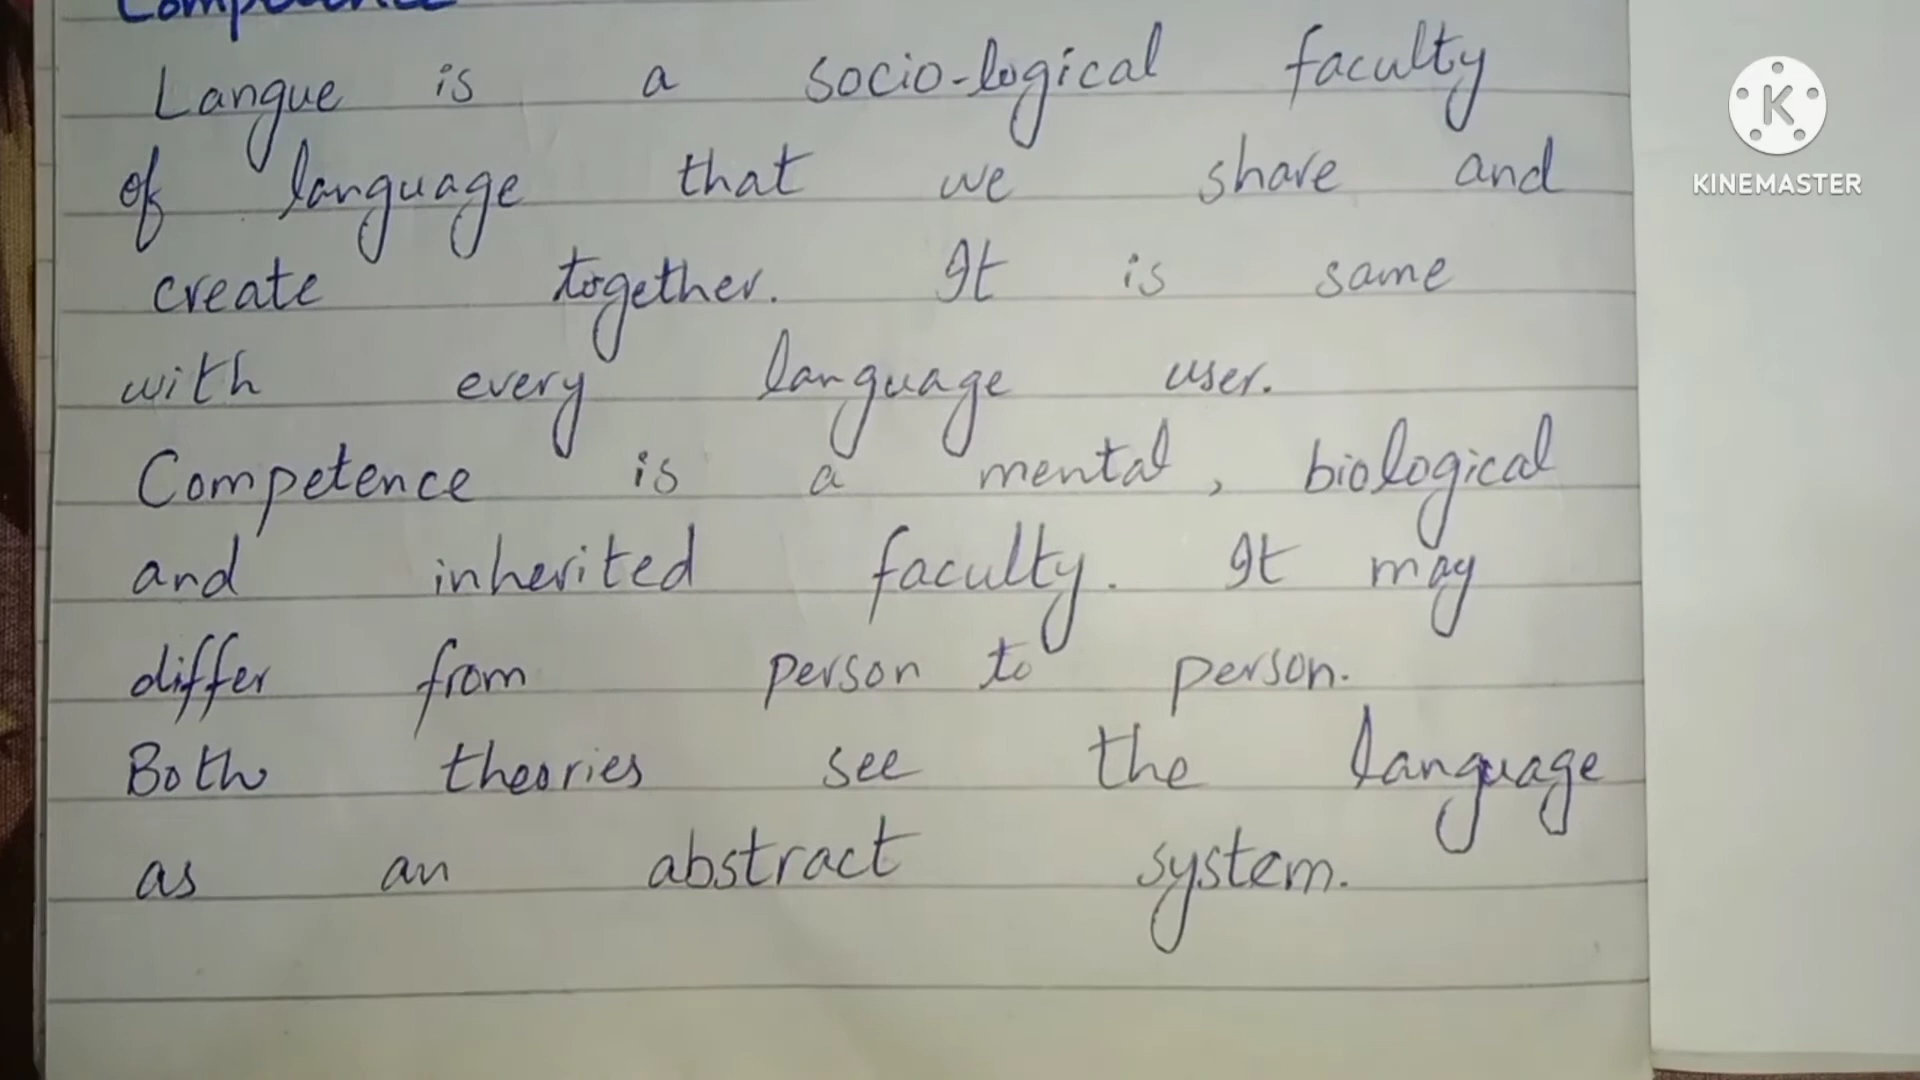 Competence
Langue is a socio-logical faculty
of language that we share and
create together. It is same
with every language user.
Competence is a mental, biological
and inherited faculty. It may
differ from person to person.
Both theories see the language
as an abstract system.
K
KINEMASTER